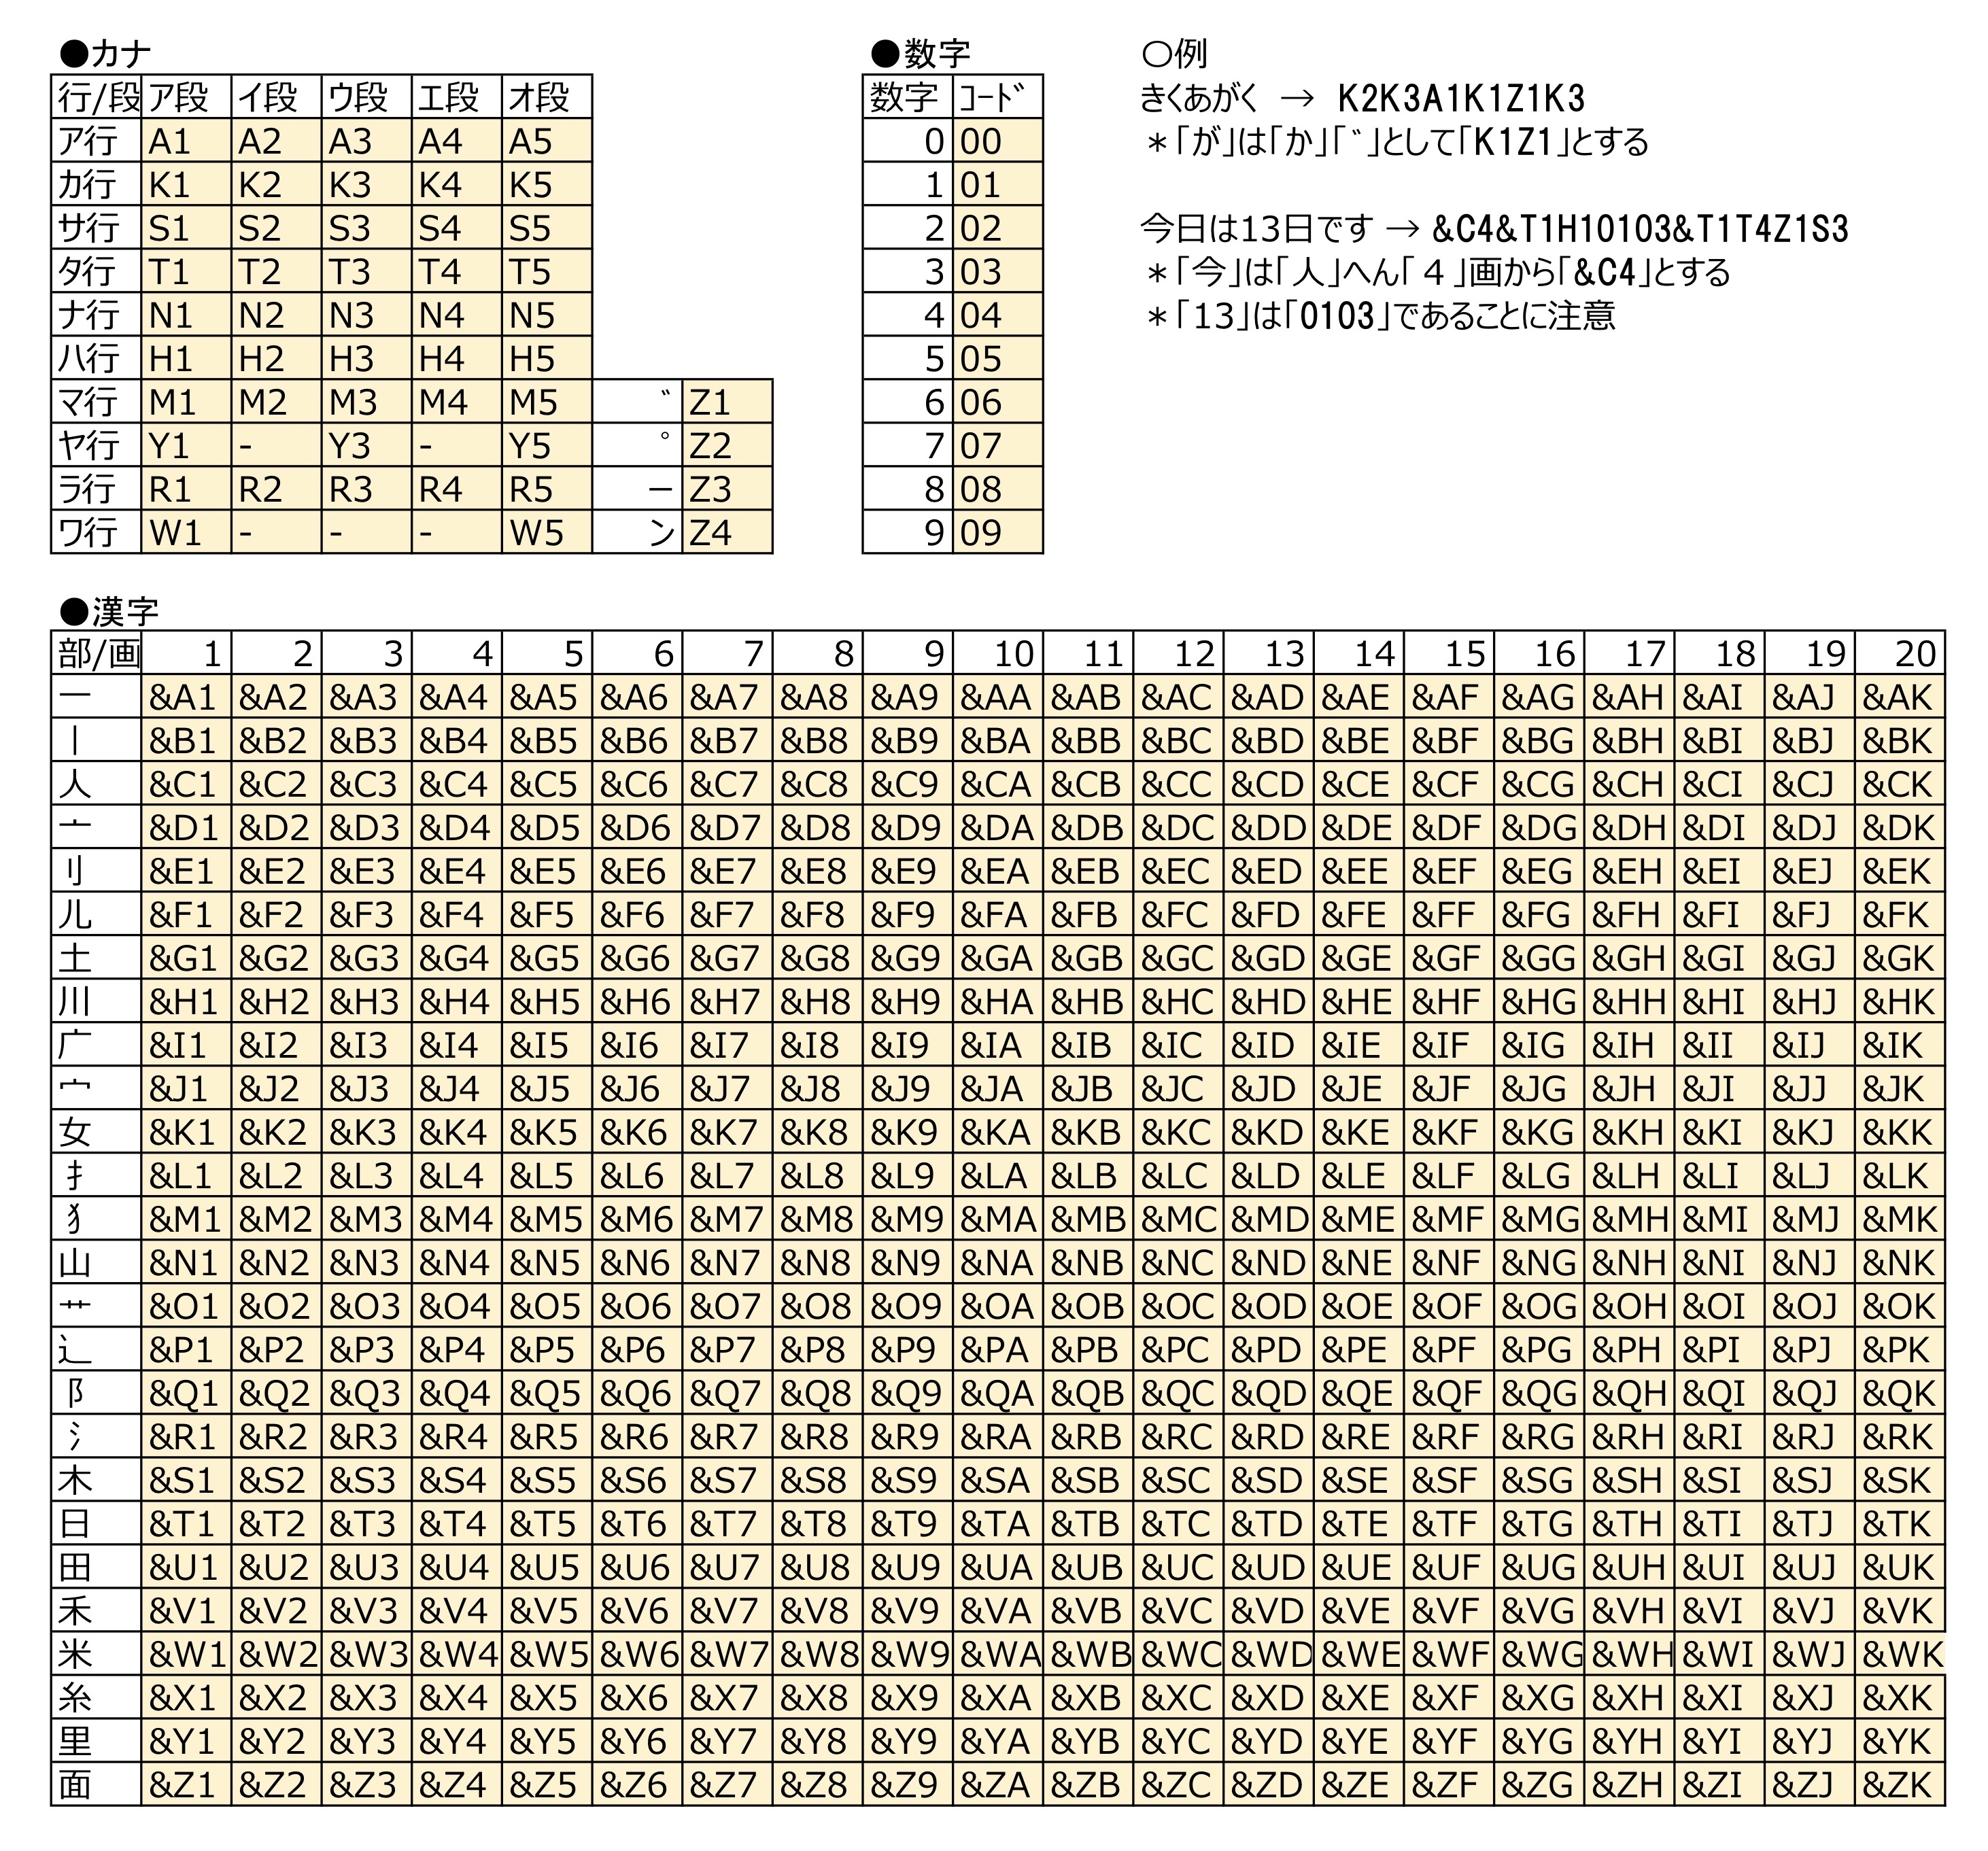 ●カナ
行/段 ア段 イ段 ウ段 エ段 オ段
ア行 A1 A2 A3 A4 A5
カ行 K1 K2 K3 K4 K5
サ行 S1 S2 S3 S4 S5
タ行 T1 T2 T3 T4 T5
ナ行 N1 N2 N3 N4 N5
ハ行 H1 H2 H3 H4 H5
マ行 M1 M2 M3 M4 M5 ゛ Z1
ヤ行 Y1 - Y3 - Y5 ゜ Z2
ラ行 R1 R2 R3 R4 R5 ー Z3
ワ行 W1 - - - W5 ン Z4
●数字
数字 ｺｰﾄﾞ
0 00
1 01
2 02
3 03
4 04
5 05
6 06
7 07
8 08
9 09
○例
きくあがく → K2K3A1K1Z1K3
＊「が」は「か」「゛」として「K1Z1」とする
今日は13日です → &C4&T1H10103&T1T4Z1S3
＊「今」は「人」へん「４」画から「&C4」とする
＊「13」は「0103」であることに注意
●漢字
部/画 1 2 3 4 5 6 7 8 9 10 11 12 13 14 15 16 17 18 19 20
一 &A1 &A2 &A3 &A4 &A5 &A6 &A7 &A8 &A9 &AA &AB &AC &AD &AE &AF &AG &AH &AI &AJ &AK
｜ &B1 &B2 &B3 &B4 &B5 &B6 &B7 &B8 &B9 &BA &BB &BC &BD &BE &BF &BG &BH &BI &BJ &BK
人 &C1 &C2 &C3 &C4 &C5 &C6 &C7 &C8 &C9 &CA &CB &CC &CD &CE &CF &CG &CH &CI &CJ &CK
亠 &D1 &D2 &D3 &D4 &D5 &D6 &D7 &D8 &D9 &DA &DB &DC &DD &DE &DF &DG &DH &DI &DJ &DK
刂 &E1 &E2 &E3 &E4 &E5 &E6 &E7 &E8 &E9 &EA &EB &EC &ED &EE &EF &EG &EH &EI &EJ &EK
儿 &F1 &F2 &F3 &F4 &F5 &F6 &F7 &F8 &F9 &FA &FB &FC &FD &FE &FF &FG &FH &FI &FJ &FK
土 &G1 &G2 &G3 &G4 &G5 &G6 &G7 &G8 &G9 &GA &GB &GC &GD &GE &GF &GG &GH &GI &GJ &GK
川 &H1 &H2 &H3 &H4 &H5 &H6 &H7 &H8 &H9 &HA &HB &HC &HD &HE &HF &HG &HH &HI &HJ &HK
广 &I1 &I2 &I3 &I4 &I5 &I6 &I7 &I8 &I9 &IA &IB &IC &ID &IE &IF &IG &IH &II &IJ &IK
宀 &J1 &J2 &J3 &J4 &J5 &J6 &J7 &J8 &J9 &JA &JB &JC &JD &JE &JF &JG &JH &JI &JJ &JK
女 &K1 &K2 &K3 &K4 &K5 &K6 &K7 &K8 &K9 &KA &KB &KC &KD &KE &KF &KG &KH &KI &KJ &KK
扌 &L1 &L2 &L3 &L4 &L5 &L6 &L7 &L8 &L9 &LA &LB &LC &LD &LE &LF &LG &LH &LI &LJ &LK
犭 &M1 &M2 &M3 &M4 &M5 &M6 &M7 &M8 &M9 &MA &MB &MC &MD &ME &MF &MG &MH &MI &MJ &MK
山 &N1 &N2 &N3 &N4 &N5 &N6 &N7 &N8 &N9 &NA &NB &NC &ND &NE &NF &NG &NH &NI &NJ &NK
艹 &O1 &O2 &O3 &O4 &O5 &O6 &O7 &O8 &O9 &OA &OB &OC &OD &OE &OF &OG &OH &OI &OJ &OK
辶 &P1 &P2 &P3 &P4 &P5 &P6 &P7 &P8 &P9 &PA &PB &PC &PD &PE &PF &PG &PH &PI &PJ &PK
阝 &Q1 &Q2 &Q3 &Q4 &Q5 &Q6 &Q7 &Q8 &Q9 &QA &QB &QC &QD &QE &QF &QG &QH &QI &QJ &QK
氵 &R1 &R2 &R3 &R4 &R5 &R6 &R7 &R8 &R9 &RA &RB &RC &RD &RE &RF &RG &RH &RI &RJ &RK
木 &S1 &S2 &S3 &S4 &S5 &S6 &S7 &S8 &S9 &SA &SB &SC &SD &SE &SF &SG &SH &SI &SJ &SK
日 &T1 &T2 &T3 &T4 &T5 &T6 &T7 &T8 &T9 &TA &TB &TC &TD &TE &TF &TG &TH &TI &TJ &TK
田 &U1 &U2 &U3 &U4 &U5 &U6 &U7 &U8 &U9 &UA &UB &UC &UD &UE &UF &UG &UH &UI &UJ &UK
禾 &V1 &V2 &V3 &V4 &V5 &V6 &V7 &V8 &V9 &VA &VB &VC &VD &VE &VF &VG &VH &VI &VJ &VK
米 &W1 &W2 &W3 &W4 &W5 &W6 &W7 &W8 &W9 &WA &WB &WC &WD &WE &WF &WG &WH &WI &WJ &WK
糸 &X1 &X2 &X3 &X4 &X5 &X6 &X7 &X8 &X9 &XA &XB &XC &XD &XE &XF &XG &XH &XI &XJ &XK
里 &Y1 &Y2 &Y3 &Y4 &Y5 &Y6 &Y7 &Y8 &Y9 &YA &YB &YC &YD &YE &YF &YG &YH &YI &YJ &YK
面 &Z1 &Z2 &Z3 &Z4 &Z5 &Z6 &Z7 &Z8 &Z9 &ZA &ZB &ZC &ZD &ZE &ZF &ZG &ZH &ZI &ZJ &ZK